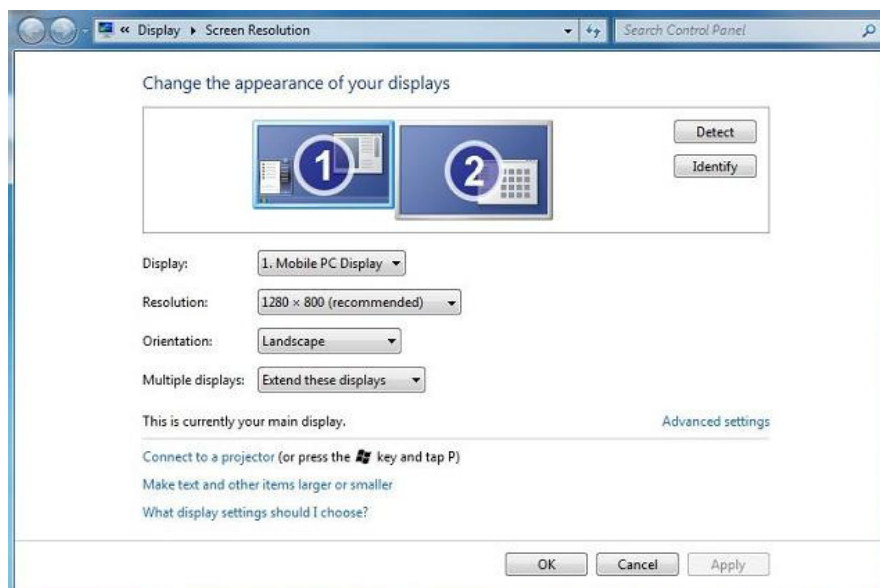 « Display ▸ Screen Resolution
Search Control Panel
Change the appearance of your displays
1
2
Detect
Identify
Display: 1. Mobile PC Display
Resolution: 1280 × 800 (recommended)
Orientation: Landscape
Multiple displays: Extend these displays
This is currently your main display. Advanced settings
Connect to a projector (or press the key and tap P)
Make text and other items larger or smaller
What display settings should I choose?
OK Cancel Apply